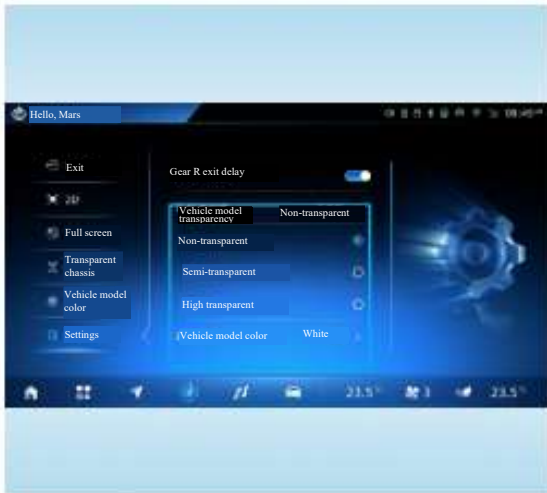 Hello, Mars
Exit
2D
Full screen
Transparent
chassis
Vehicle model
color
Settings
Gear R exit delay
Vehicle model
transparency
Non-transparent
Non-transparent
Semi-transparent
High transparent
Vehicle model color
White
23.5
3
23.5